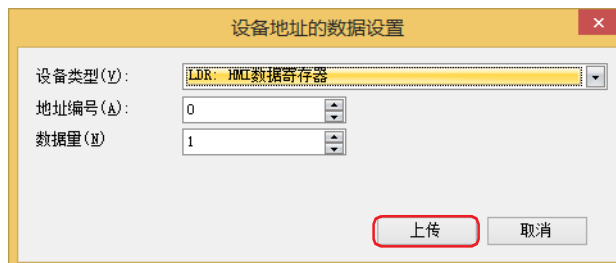 设备地址的数据设置
设备类型(V): LDR: HMI数据寄存器
地址编号(A): 0
数据量(N) 1
上传 取消